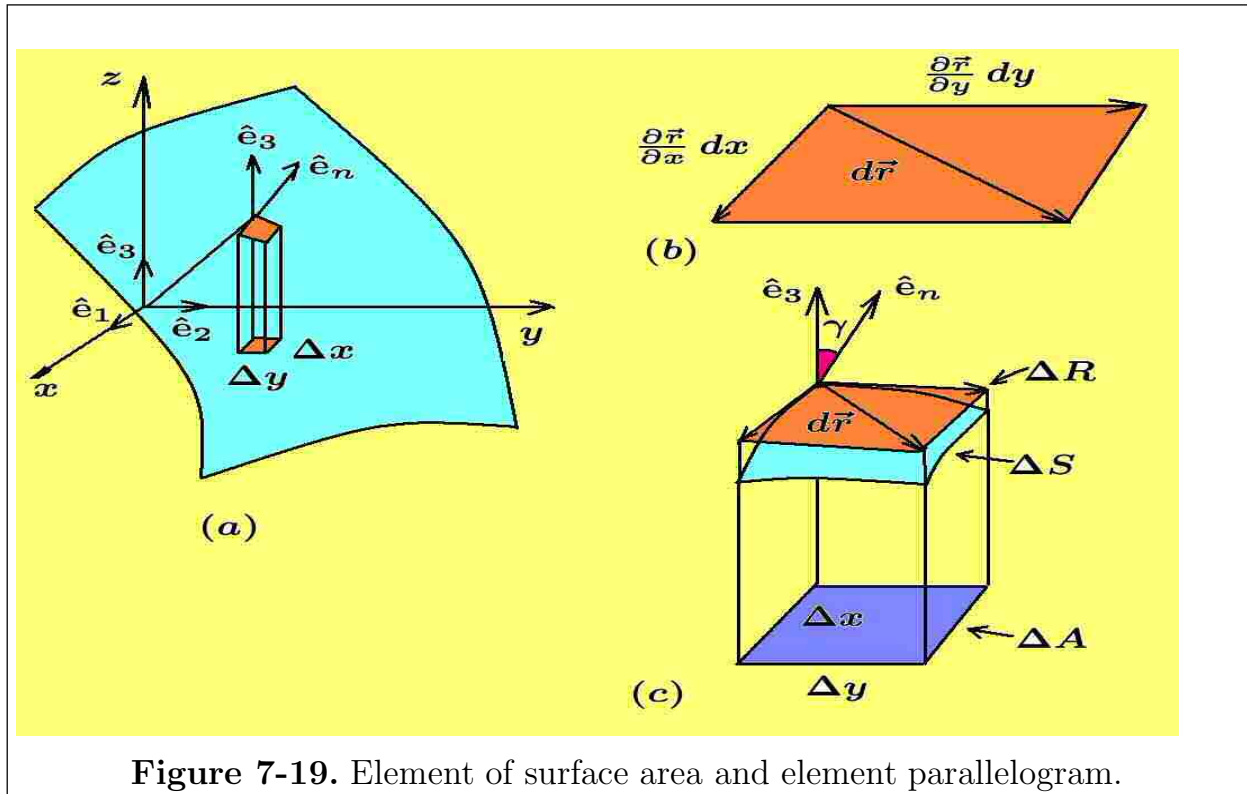 z
ê₃
êₙ
ê₃
ê₁
ê₂
y
x
Δx
Δy
(a)
∂r⃗/∂y dy
∂r⃗/∂x dx
dr⃗
(b)
ê₃
êₙ
γ
ΔR
dr⃗
ΔS
Δx
ΔA
Δy
(c)
Figure 7-19. Element of surface area and element parallelogram.